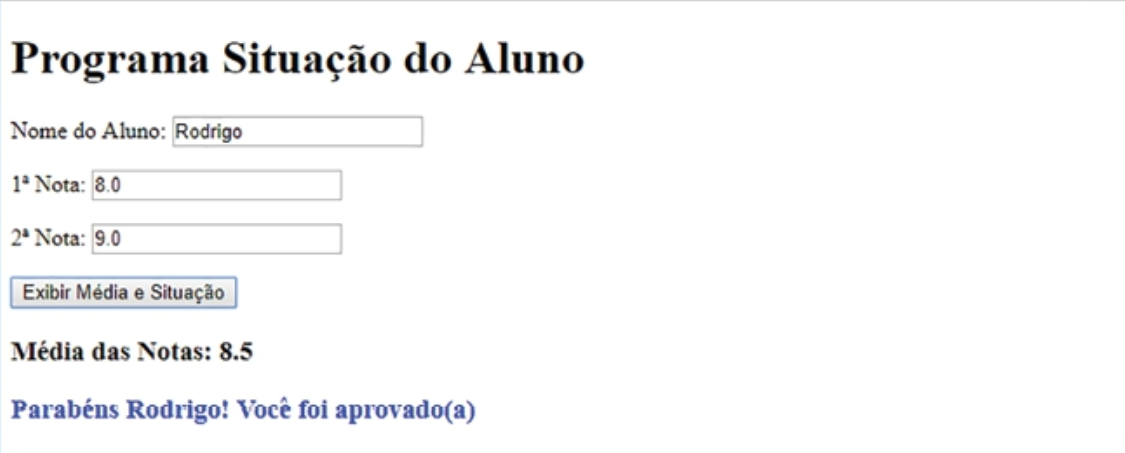 Programa Situação do Aluno
Nome do Aluno: Rodrigo
1ª Nota: 8.0
2ª Nota: 9.0
Exibir Média e Situação
Média das Notas: 8.5
Parabéns Rodrigo! Você foi aprovado(a)